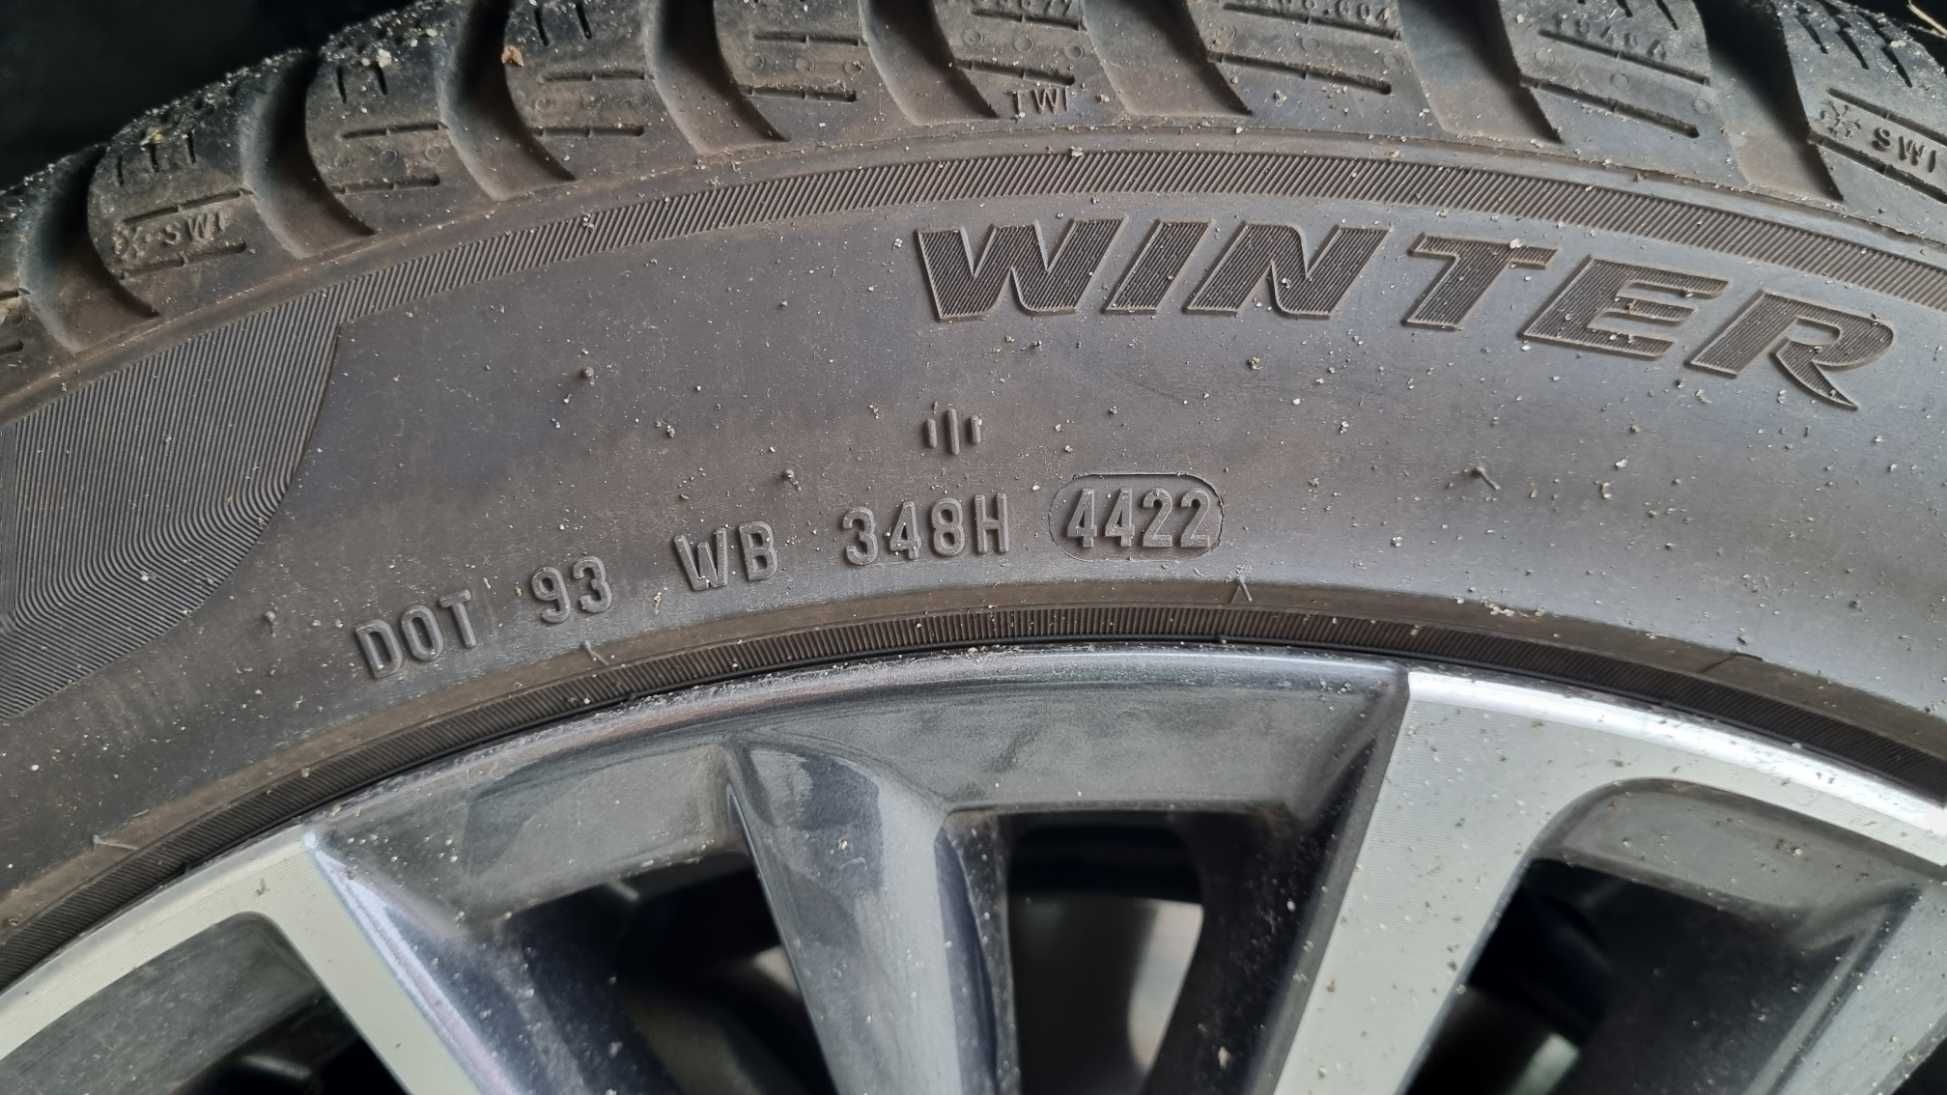 TWI
SWI
SWI
WINTER
DOT 93 WB 348H 4422